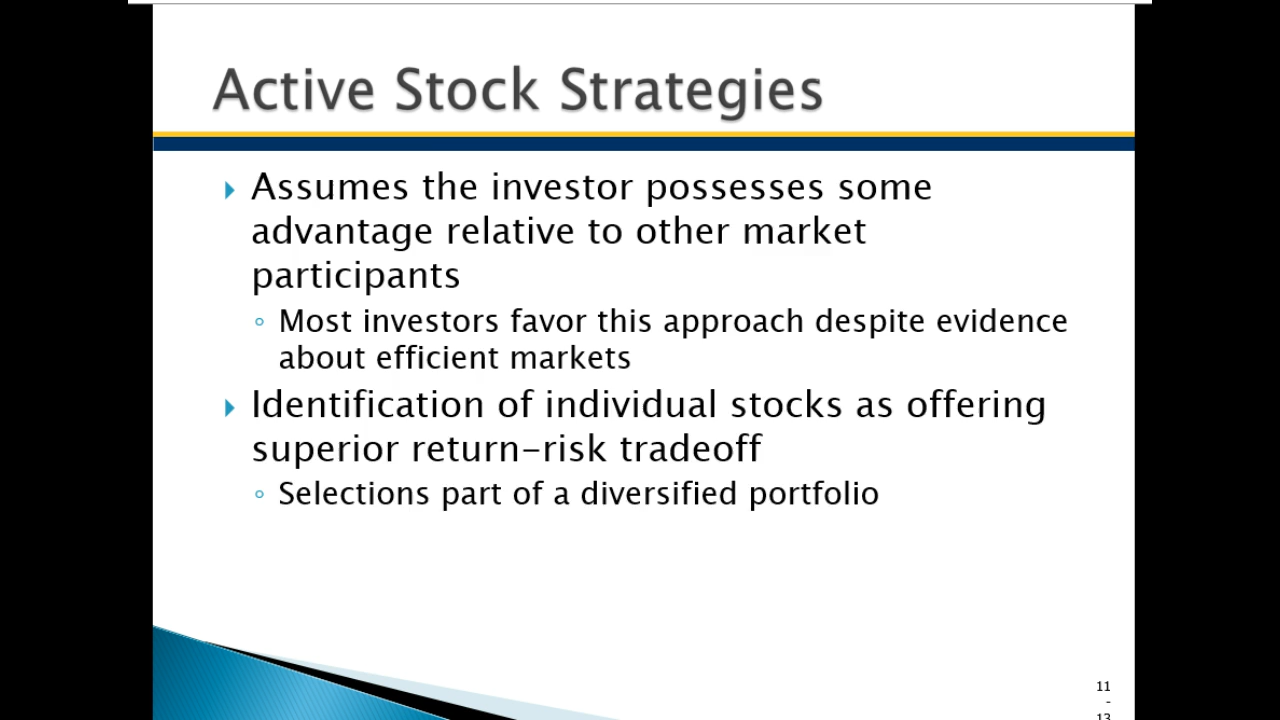 Active Stock Strategies
Assumes the investor possesses some
advantage relative to other market
participants
Most investors favor this approach despite evidence
about efficient markets
Identification of individual stocks as offering
superior return-risk tradeoff
Selections part of a diversified portfolio
11
-
13